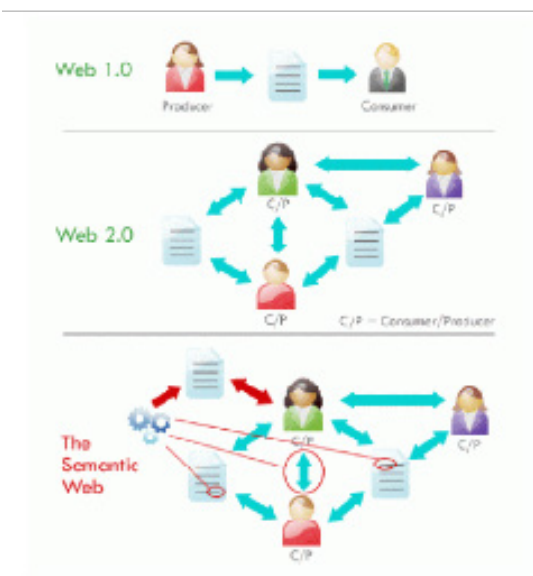 Web 1.0
Producer
Consumer
C/P
C/P
Web 2.0
C/P
C/P – Consumer/Producer
C/P
C/P
The
Semantic
Web
C/P